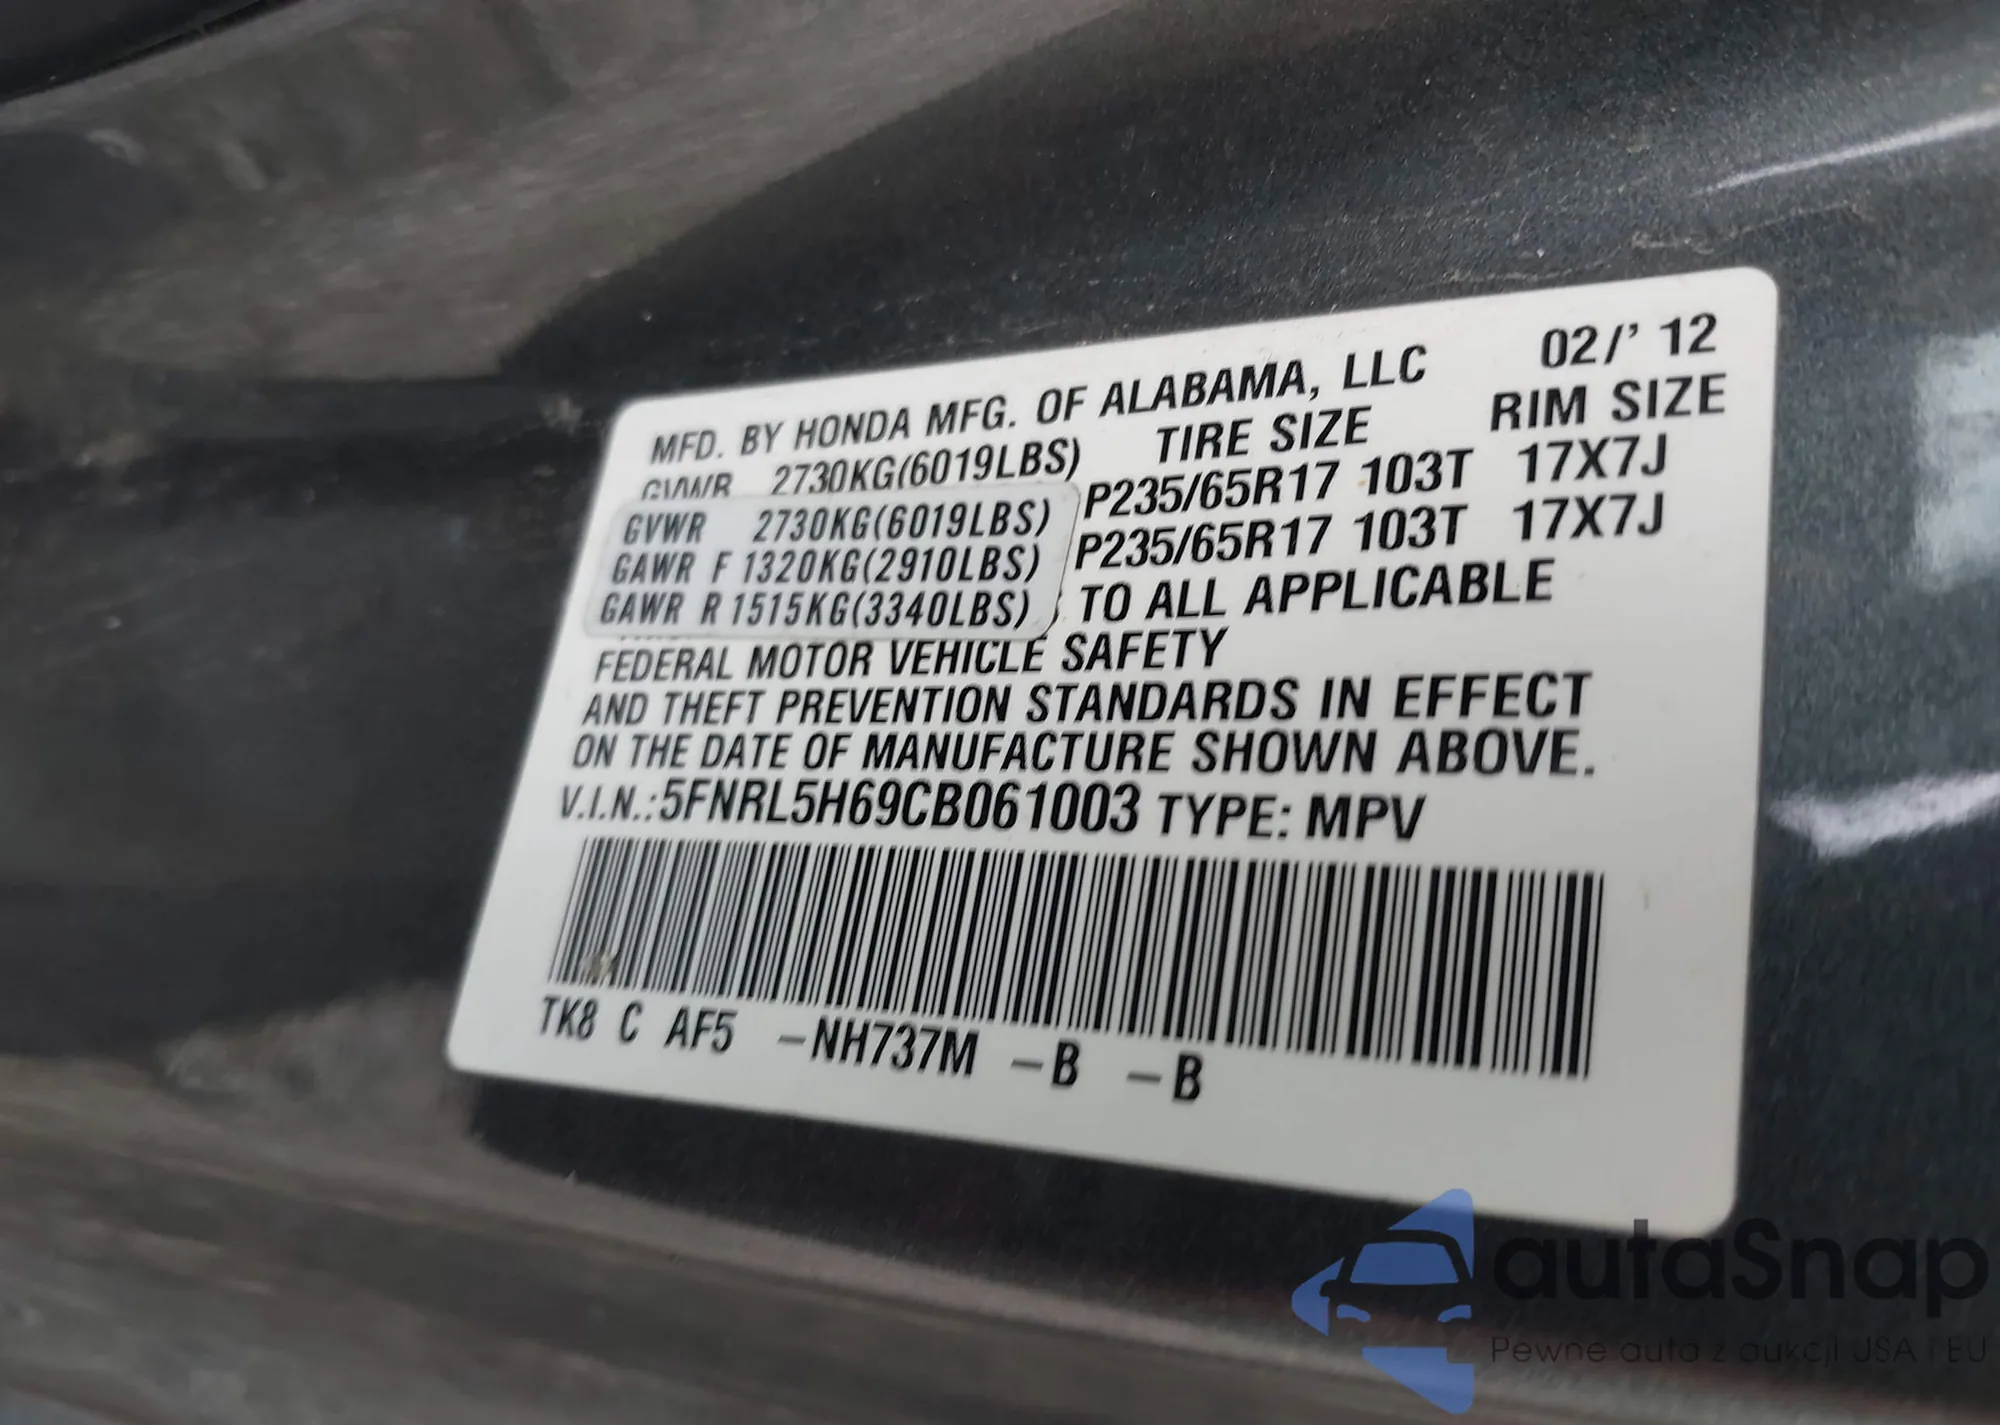 MFD. BY HONDA MFG. OF ALABAMA, LLC 02/' 12
GVWR 2730KG(6019LBS) TIRE SIZE RIM SIZE
GVWR 2730KG(6019LBS) P235/65R17 103T 17X7J
GAWR F 1320KG(2910LBS) P235/65R17 103T 17X7J
GAWR R 1515KG(3340LBS) TO ALL APPLICABLE
FEDERAL MOTOR VEHICLE SAFETY
AND THEFT PREVENTION STANDARDS IN EFFECT
ON THE DATE OF MANUFACTURE SHOWN ABOVE.
V.I.N.:5FNRL5H69CB061003 TYPE: MPV
TK8 C AF5 -NH737M -B -B
autaSnap
Pewne auta z aukcji USA i EU